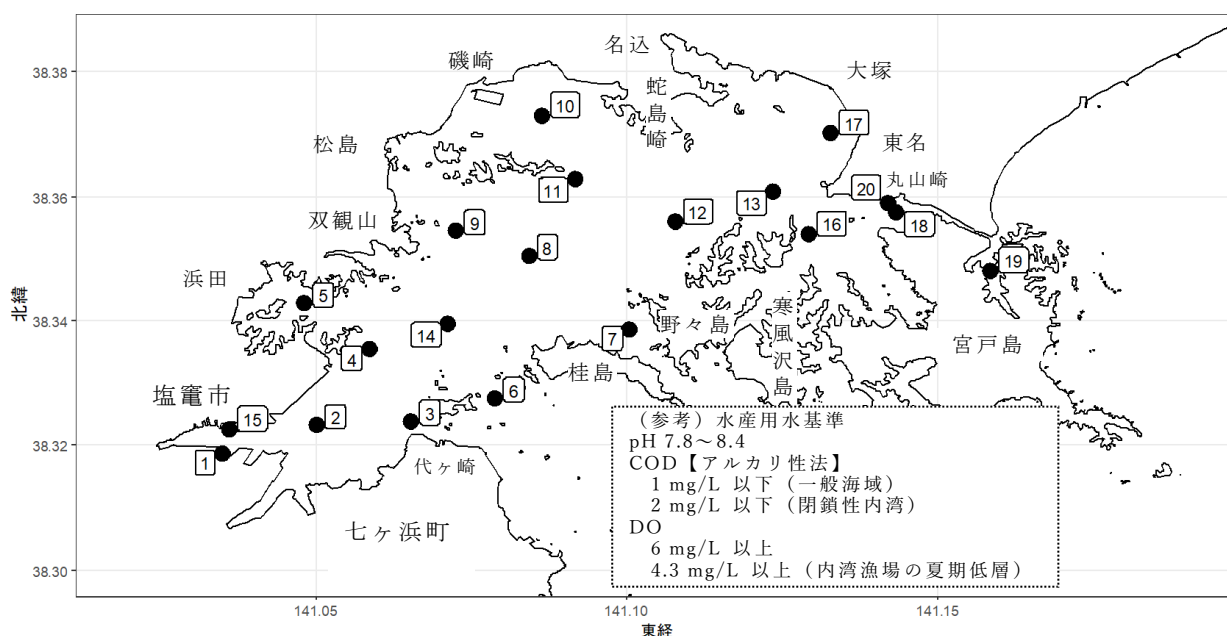 名込
磯崎
大塚
38.38
蛇島崎
10
17
松島
東名
丸山崎
11
13
20
38.36
双観山
9
12
16
18
8
浜田
19
5
北緯
寒風沢島
38.34
14
野々島
7
宮戸島
4
桂島
塩竈市
6
15
2
3
38.32
1
代ヶ崎
七ヶ浜町
(参考)水産用水基準
pH 7.8～8.4
COD【アルカリ性法】
1 mg/L 以下(一般海域)
2 mg/L 以下(閉鎖性内湾)
DO
6 mg/L 以上
4.3 mg/L 以上(内湾漁場の夏期低層)
38.30
141.05
141.10
141.15
東経